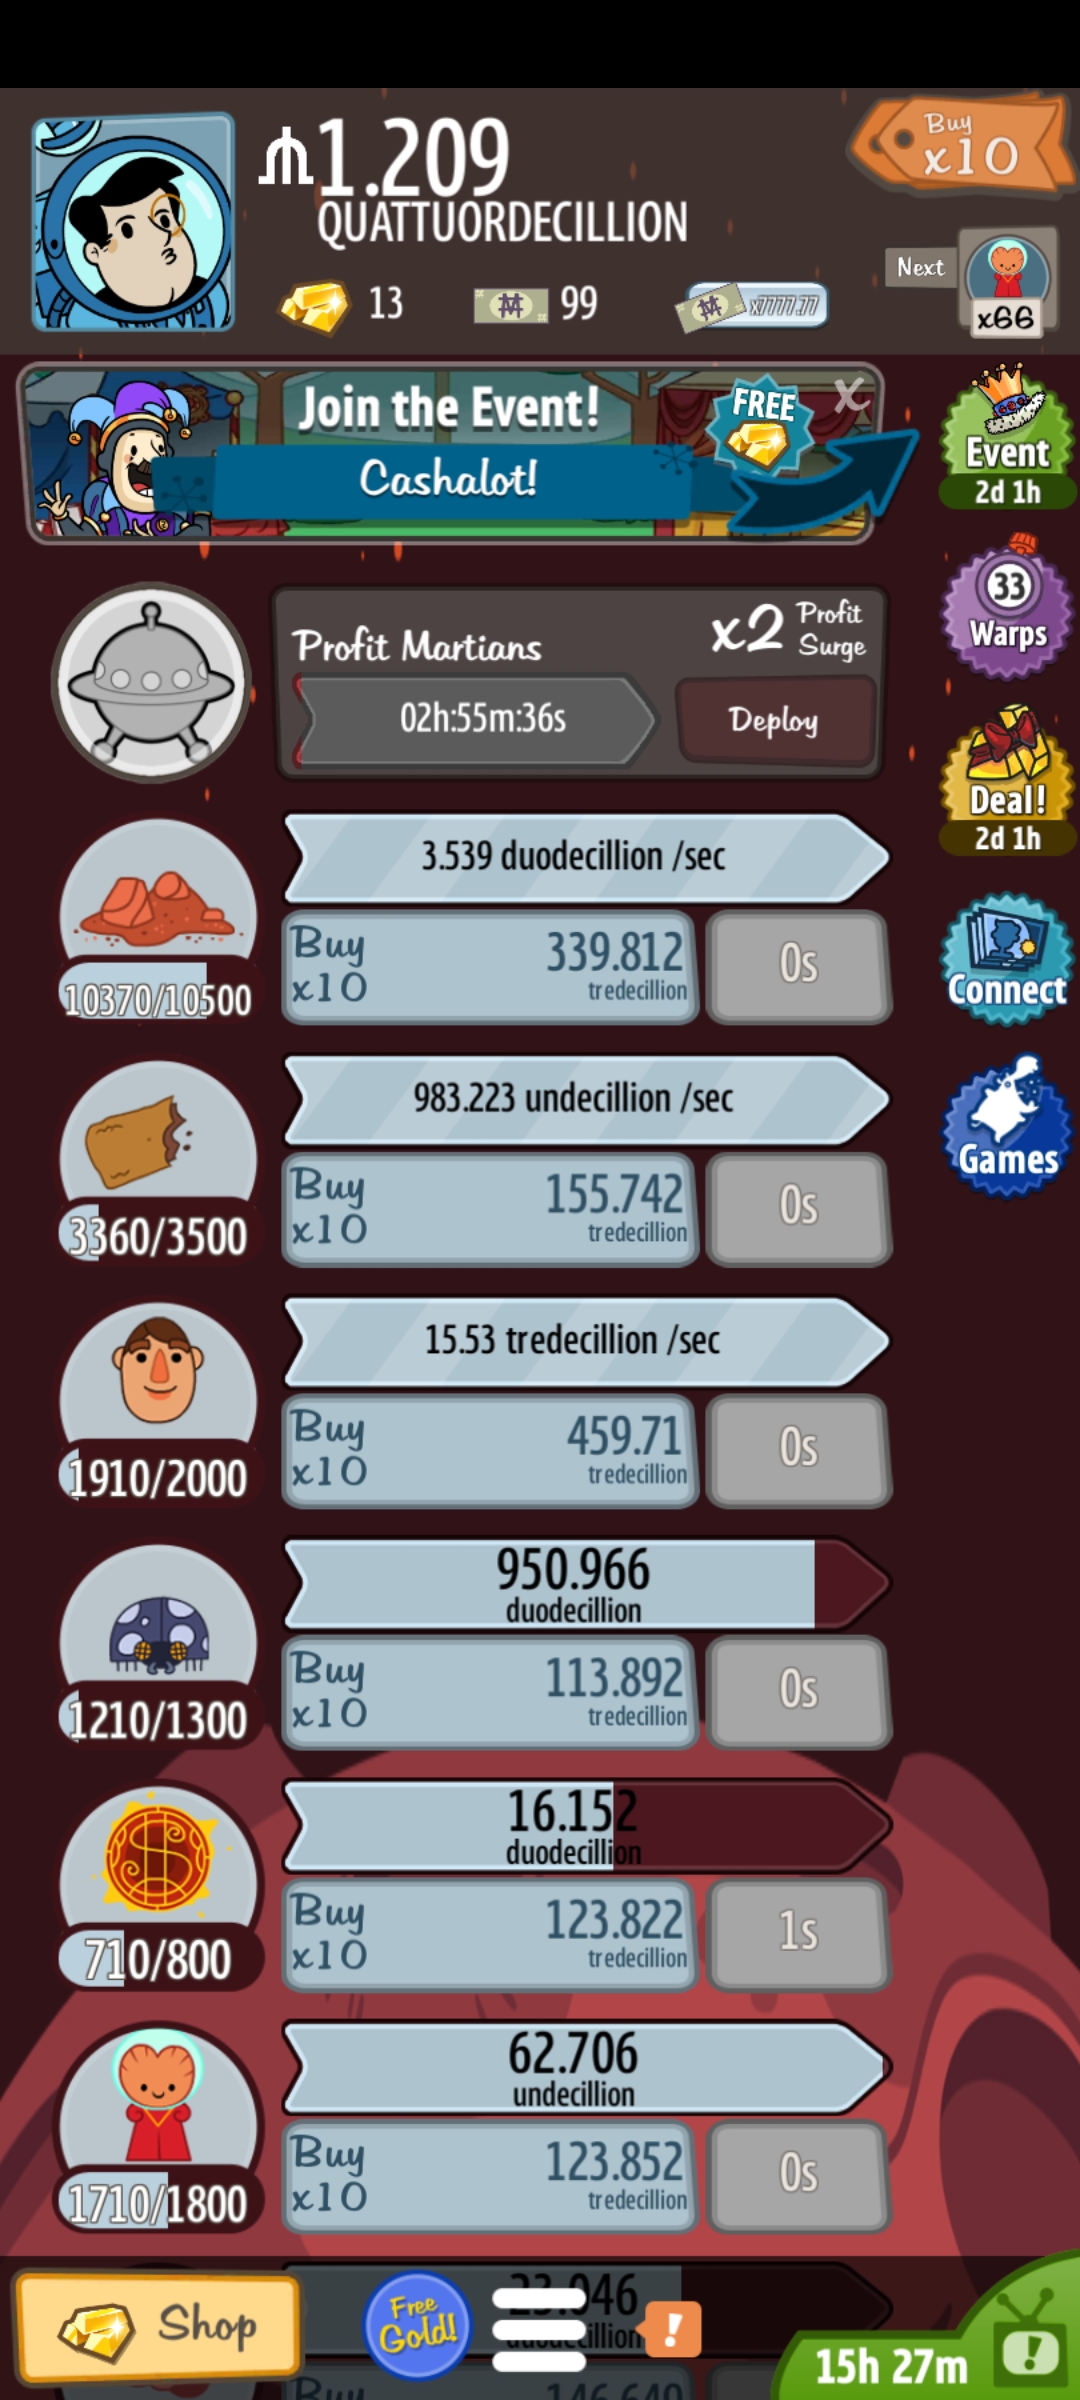 1.209
QUATTUORDECILLION
Buy
x10
13
99
x7777.77
Next
x66
Join the Event!
Cashalot!
FREE
X
Event
2d 1h
33
Warps
Profit Martians
x2 Profit
Surge
02h:55m:36s
Deploy
Deal!
2d 1h
3.539 duodecillion /sec
10370/10500
Buy
x10
339.812
tredecillion
0s
Connect
983.223 undecillion /sec
3360/3500
Buy
x10
155.742
tredecillion
0s
Games
15.53 tredecillion /sec
1910/2000
Buy
x10
459.71
tredecillion
0s
950.966
duodecillion
1210/1300
Buy
x10
113.892
tredecillion
0s
16.152
duodecillion
710/800
Buy
x10
123.822
tredecillion
1s
62.706
undecillion
1710/1800
Buy
x10
123.852
tredecillion
0s
23.046
Shop
Free
Gold!
!
15h 27m
!
Buy